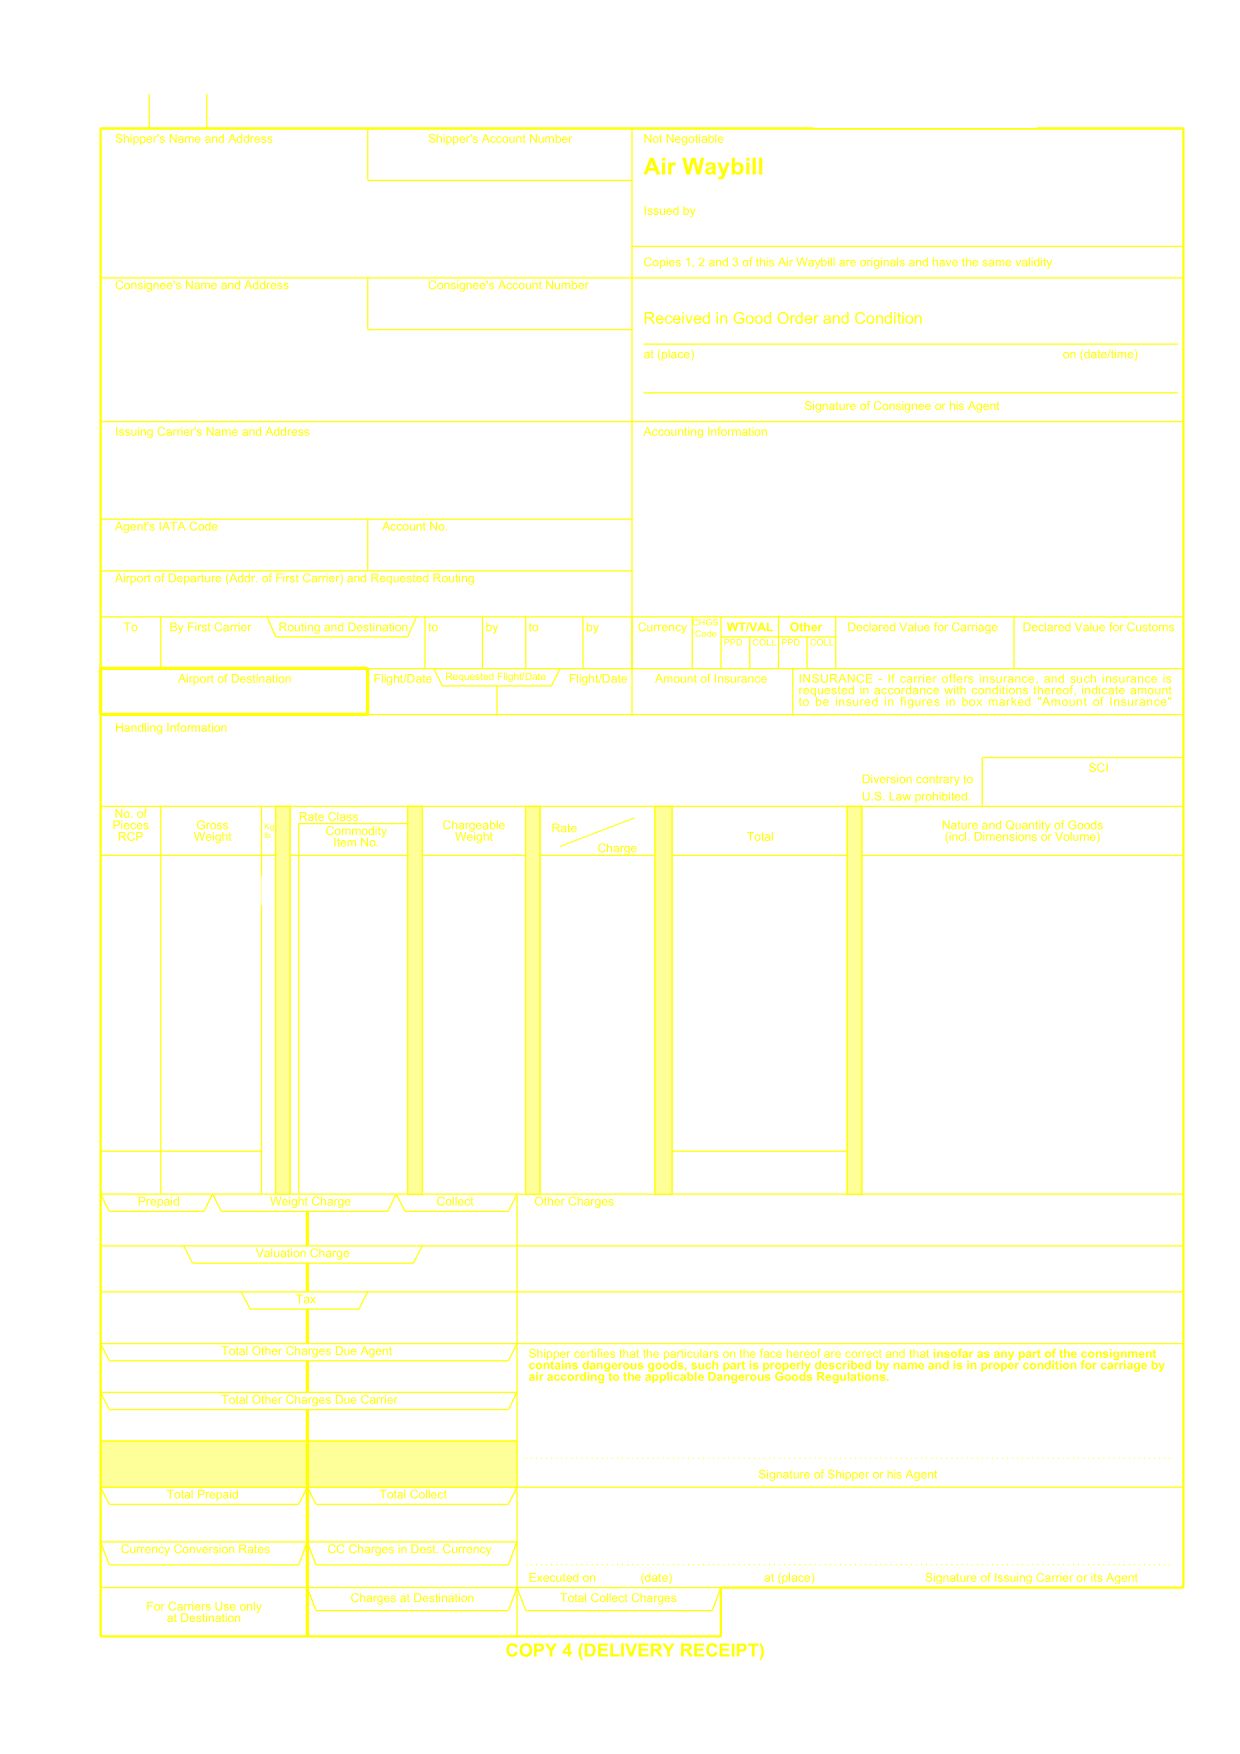 Shipper's Name and Address
Shipper's Account Number
Not Negotiable
Air Waybill
Issued by
Copies 1, 2 and 3 of this Air Waybill are originals and have the same validity
Consignee's Name and Address
Consignee's Account Number
Received in Good Order and Condition
at (place)
on (date/time)
Signature of Consignee or his Agent
Issuing Carrier's Name and Address
Accounting Information
Agent's IATA Code
Account No.
Airport of Departure (Addr. of First Carrier) and Requested Routing
To
By First Carrier
Routing and Destination
to
by
to
by
Currency
CHGS
Code
WT/VAL
Other
PPD
COLL
PPD
COLL
Declared Value for Carriage
Declared Value for Customs
Airport of Destination
Flight/Date
Requested Flight/Date
Flight/Date
Amount of Insurance
INSURANCE - If carrier offers insurance, and such insurance is
requested in accordance with conditions thereof, indicate amount
to be insured in figures in box marked "Amount of Insurance"
Handling Information
Diversion contrary to
U.S. Law prohibited.
SCI
No. of
Pieces
RCP
Gross
Weight
kg
lb
Rate Class
Commodity
Item No.
Chargeable
Weight
Rate
Charge
Total
Nature and Quantity of Goods
(incl. Dimensions or Volume)
Prepaid
Weight Charge
Collect
Other Charges
Valuation Charge
Tax
Total Other Charges Due Agent
Shipper certifies that the particulars on the face hereof are correct and that insofar as any part of the consignment
contains dangerous goods, such part is properly described by name and is in proper condition for carriage by
air according to the applicable Dangerous Goods Regulations.
Total Other Charges Due Carrier
Signature of Shipper or his Agent
Total Prepaid
Total Collect
Currency Conversion Rates
CC Charges in Dest. Currency
Executed on
(date)
at (place)
Signature of Issuing Carrier or its Agent
For Carriers Use only
at Destination
Charges at Destination
Total Collect Charges
COPY 4 (DELIVERY RECEIPT)